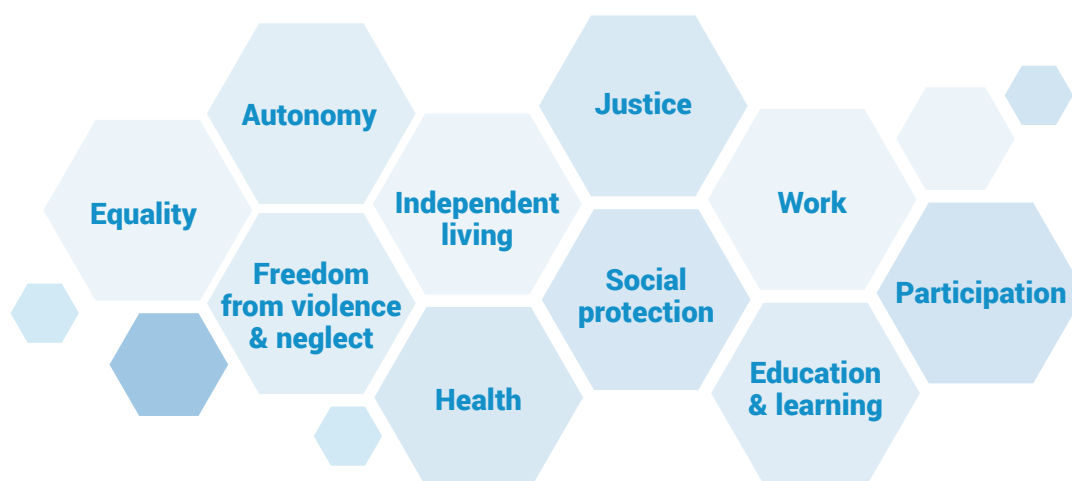 Equality
Autonomy
Freedom
from violence
& neglect
Independent
living
Health
Justice
Social
protection
Work
Education
& learning
Participation